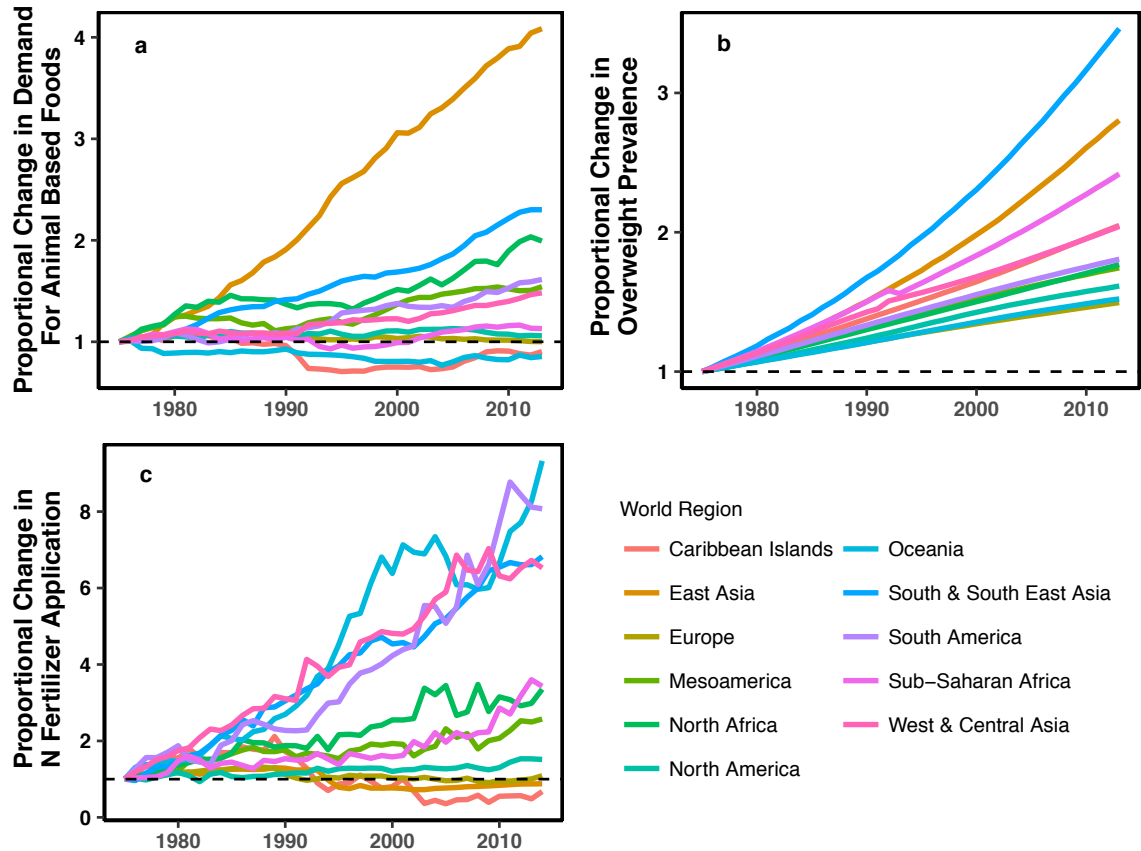 Proportional Change in Demand
For Animal Based Foods
a
4
3
2
1
1980 1990 2000 2010
Proportional Change in
Overweight Prevalence
b
3
2
1
1980 1990 2000 2010
Proportional Change in
N Fertilizer Application
c
8
6
4
2
0
1980 1990 2000 2010
World Region
Caribbean Islands
East Asia
Europe
Mesoamerica
North Africa
North America
Oceania
South & South East Asia
South America
Sub−Saharan Africa
West & Central Asia